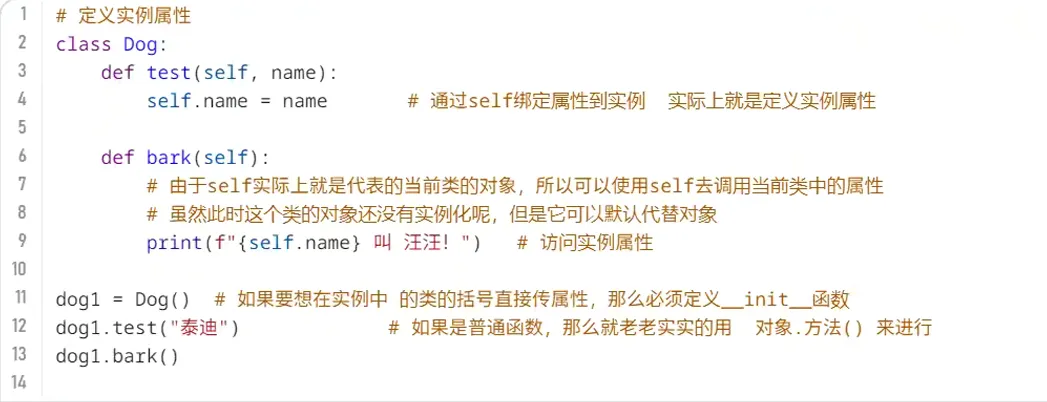 1 # 定义实例属性
2 class Dog:
3     def test(self, name):
4         self.name = name       # 通过self绑定属性到实例  实际上就是定义实例属性
5
6     def bark(self):
7         # 由于self实际上就是代表的当前类的对象，所以可以使用self去调用当前类中的属性
8         # 虽然此时这个类的对象还没有实例化呢，但是它可以默认代替对象
9         print(f"{self.name} 叫 汪汪！")   # 访问实例属性
10
11 dog1 = Dog()  # 如果要想在实例中 的类的括号直接传属性，那么必须定义__init__函数
12 dog1.test("泰迪")             # 如果是普通函数，那么就老老实实的用  对象.方法() 来进行
13 dog1.bark()
14